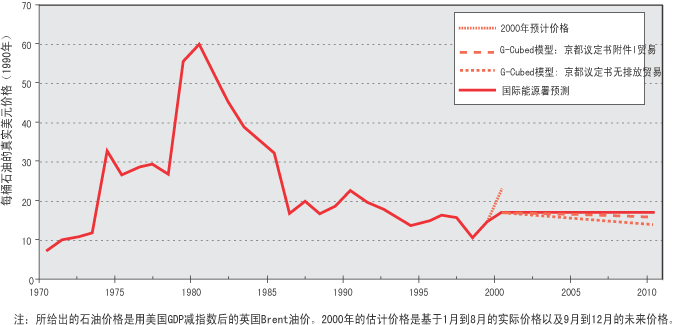 每桶石油的真实美元价格(1990年)
70
60
50
40
30
20
10
0
1970 1975 1980 1985 1990 1995 2000 2005 2010
2000年预计价格
G-Cubed模型：京都议定书附件I贸易
G-Cubed模型：京都议定书无排放贸易
国际能源署预测
注：所给出的石油价格是用美国GDP减指数后的英国Brent油价。2000年的估计价格是基于1月到8月的实际价格以及9月到12月的未来价格。